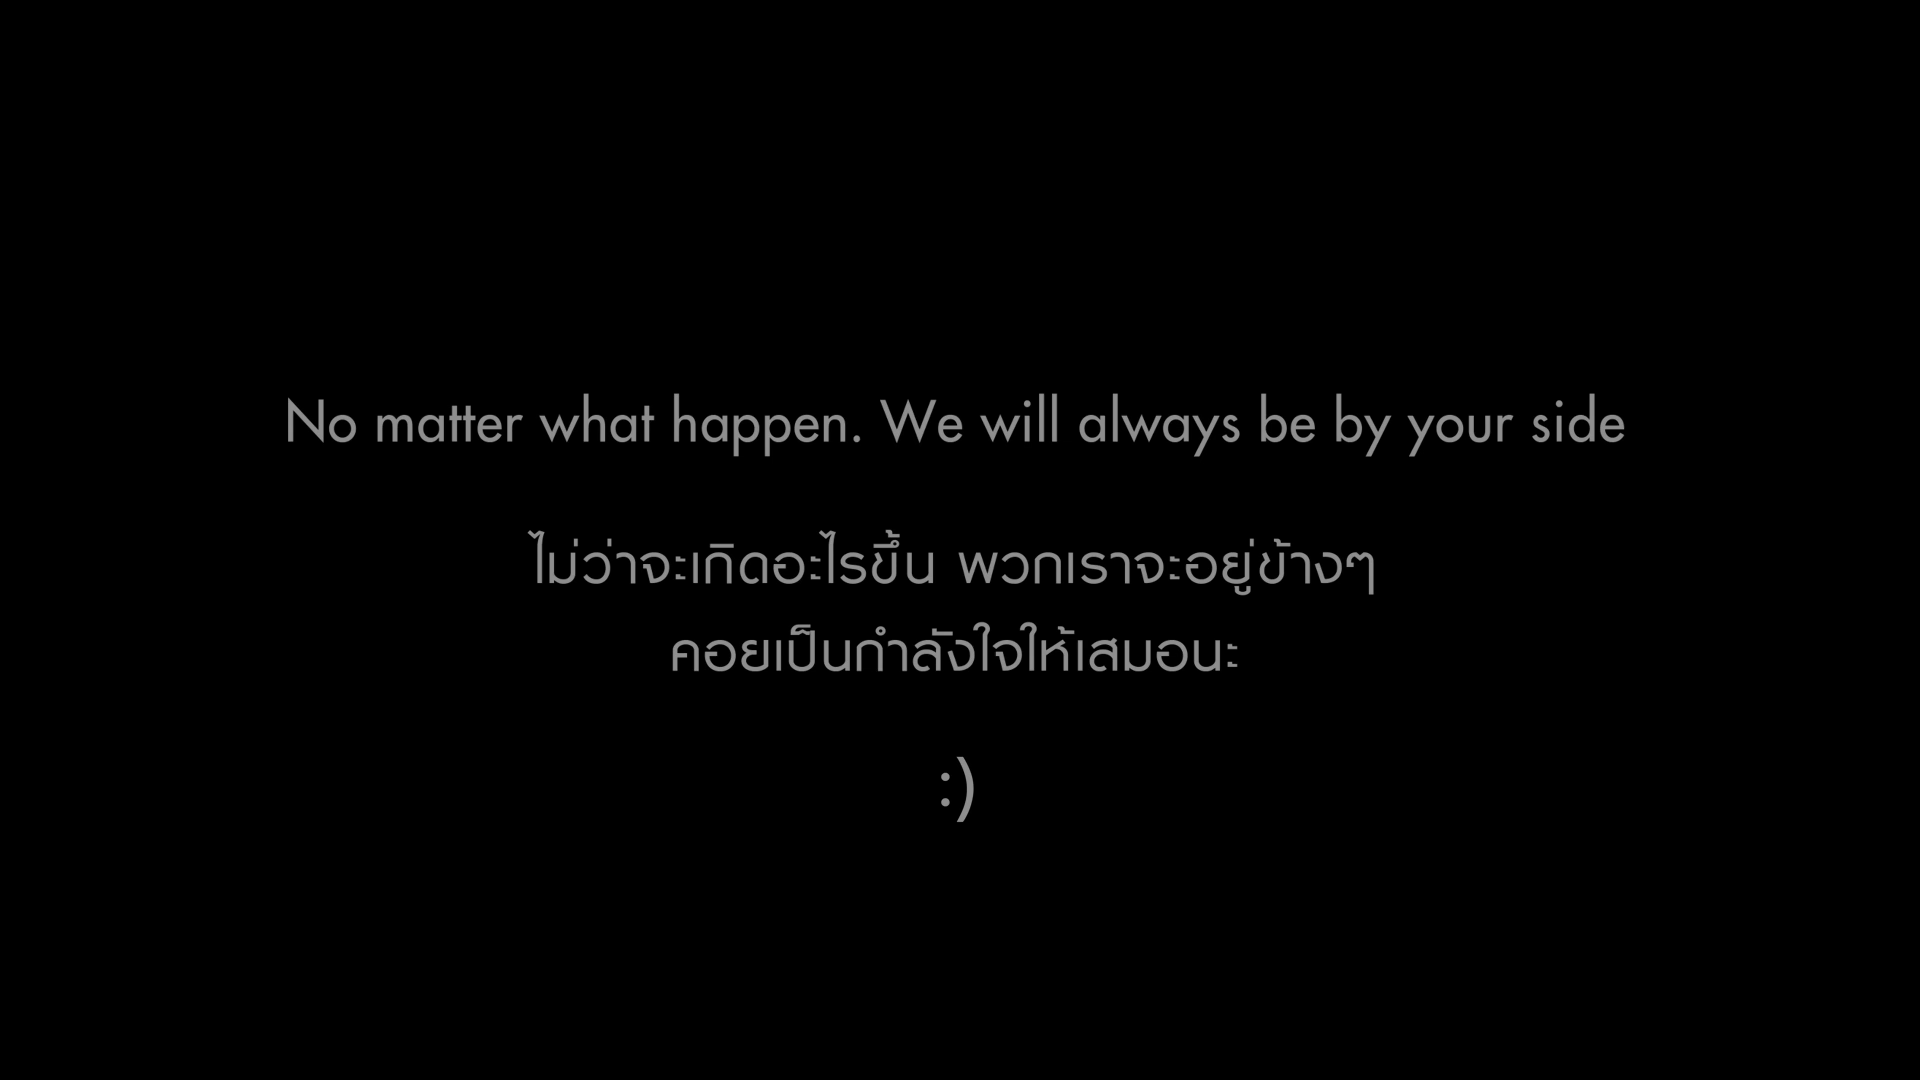 No matter what happen. We will always be by your side
ไม่ว่าจะเกิดอะไรขึ้น พวกเราจะอยู่ข้างๆ
คอยเป็นกำลังใจให้เสมอนะ
:)